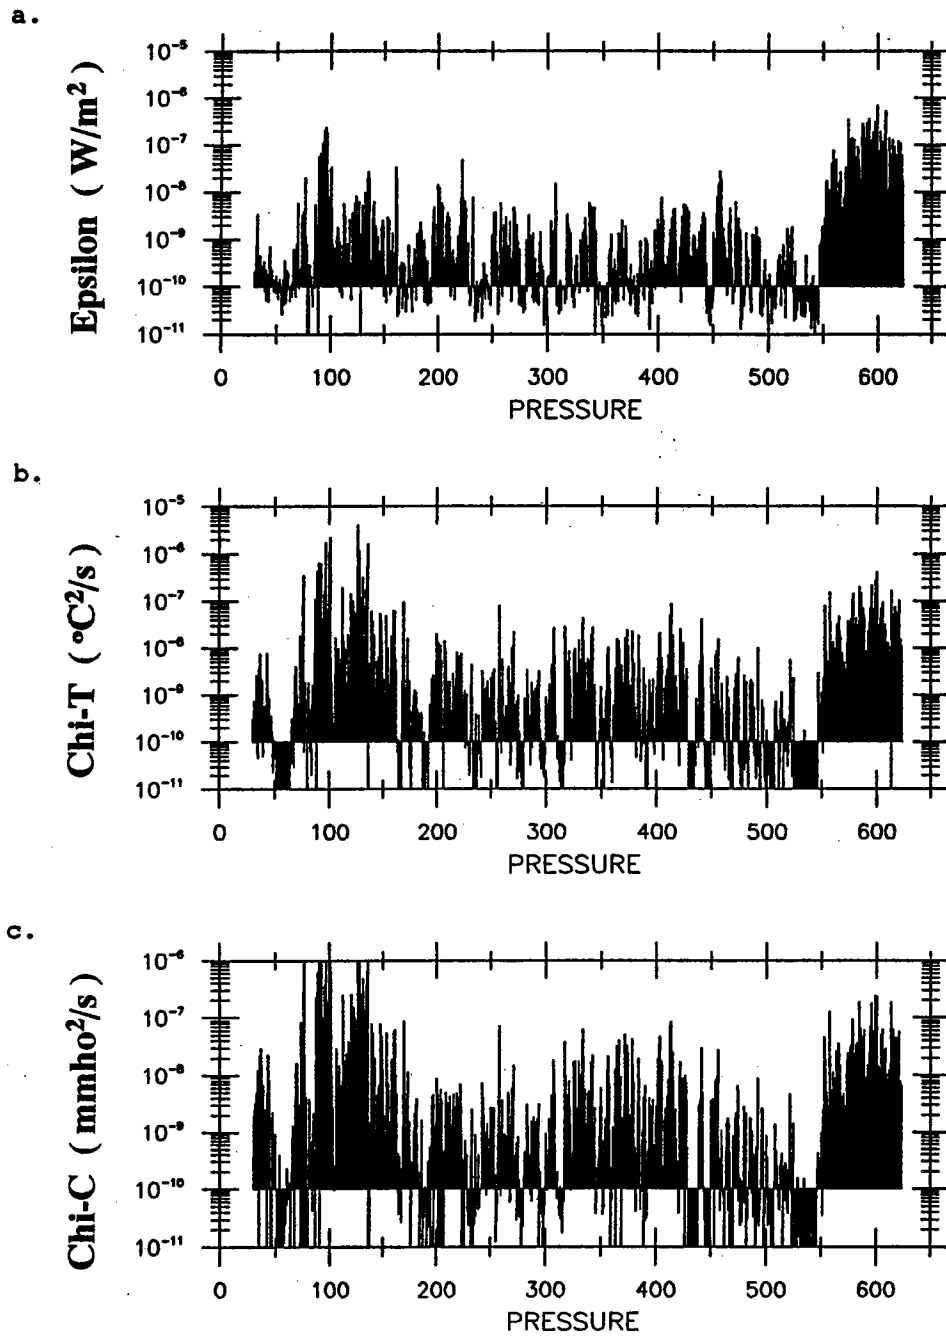 a.
Epsilon ( W/m²)
10⁻⁵
10⁻⁶
10⁻⁷
10⁻⁸
10⁻⁹
10⁻¹⁰
10⁻¹¹
0 100 200 300 400 500 600
PRESSURE
b.
Chi-T ( °C²/s )
10⁻⁵
10⁻⁶
10⁻⁷
10⁻⁸
10⁻⁹
10⁻¹⁰
10⁻¹¹
0 100 200 300 400 500 600
PRESSURE
c.
Chi-C ( mmho²/s)
10⁻⁶
10⁻⁷
10⁻⁸
10⁻⁹
10⁻¹⁰
10⁻¹¹
0 100 200 300 400 500 600
PRESSURE